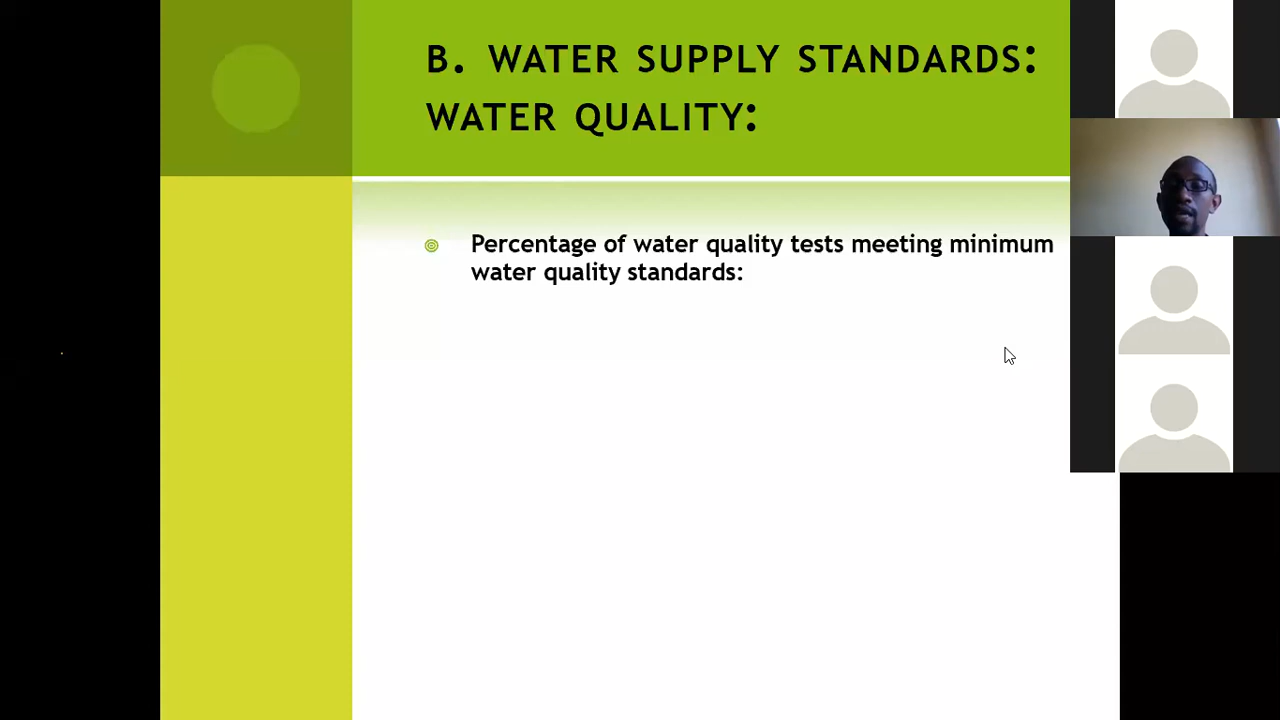 B. WATER SUPPLY STANDARDS:
WATER QUALITY:
Percentage of water quality tests meeting minimum
water quality standards: